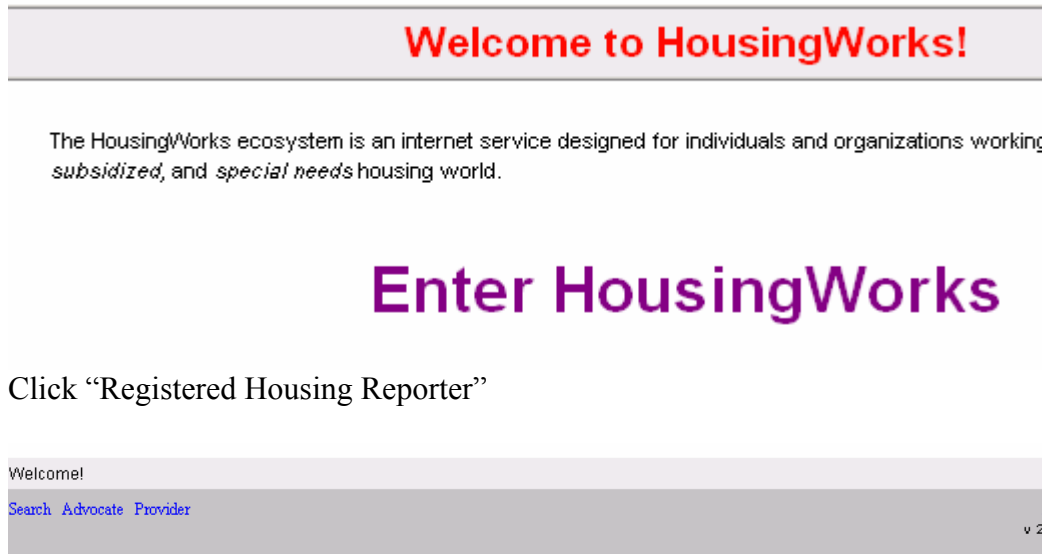 Welcome to HousingWorks!
The HousingWorks ecosystem is an internet service designed for individuals and organizations working
subsidized, and special needs housing world.
Enter HousingWorks
Click “Registered Housing Reporter”
Welcome!
Search Advocate Provider
v 2